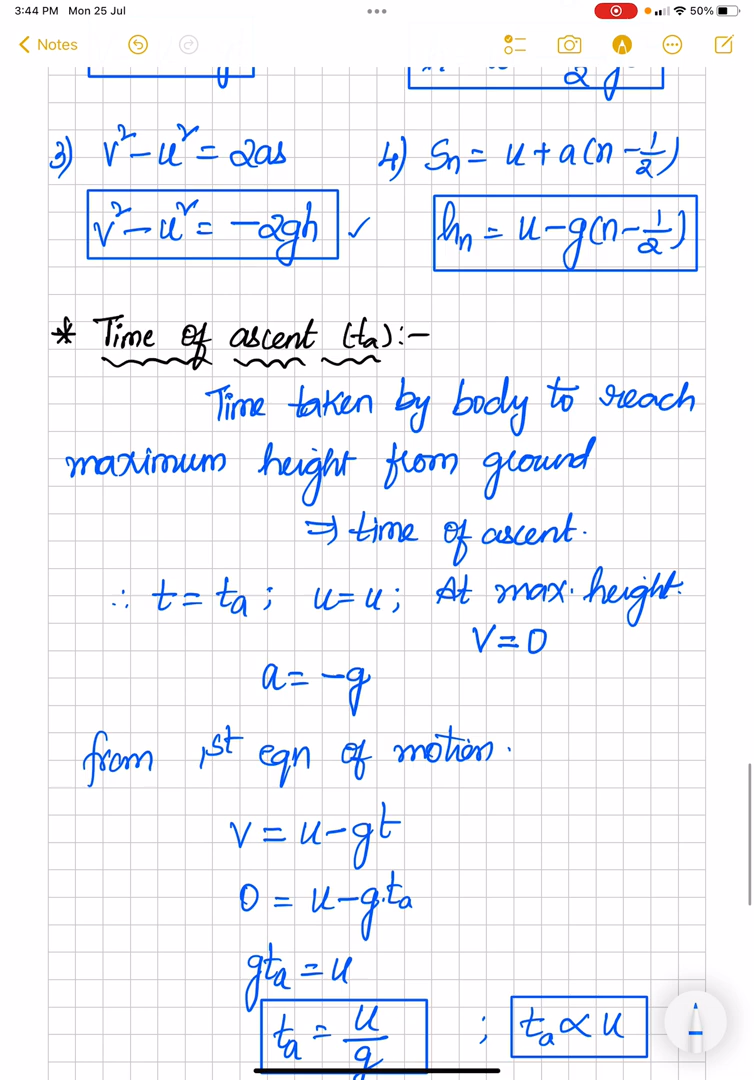 3:44 PM Mon 25 Jul
50%
Notes
3) v² - u² = 2as
4) Sn = u + a(n - 1/2)
v² - u² = -2gh ✓
hn = u - g(n - 1/2)
* Time of ascent (ta):-
Time taken by body to reach
maximum height from ground
⇒ time of ascent.
∴ t = ta ; u = u ; At max. height.
V = 0
a = -g
from 1st eqn of motion.
V = u - gt
0 = u - g.ta
gta = u
ta = u/g ; ta ∝ u